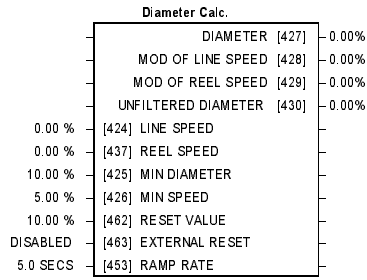 Diameter Calc.
DIAMETER [427] – 0.00%
MOD OF LINE SPEED [428] – 0.00%
MOD OF REEL SPEED [429] – 0.00%
UNFILTERED DIAMETER [430] – 0.00%
0.00 % – [424] LINE SPEED
0.00 % – [437] REEL SPEED
10.00 % – [425] MIN DIAMETER
5.00 % – [426] MIN SPEED
10.00 % – [462] RESET VALUE
DISABLED – [463] EXTERNAL RESET
5.0 SECS – [453] RAMP RATE